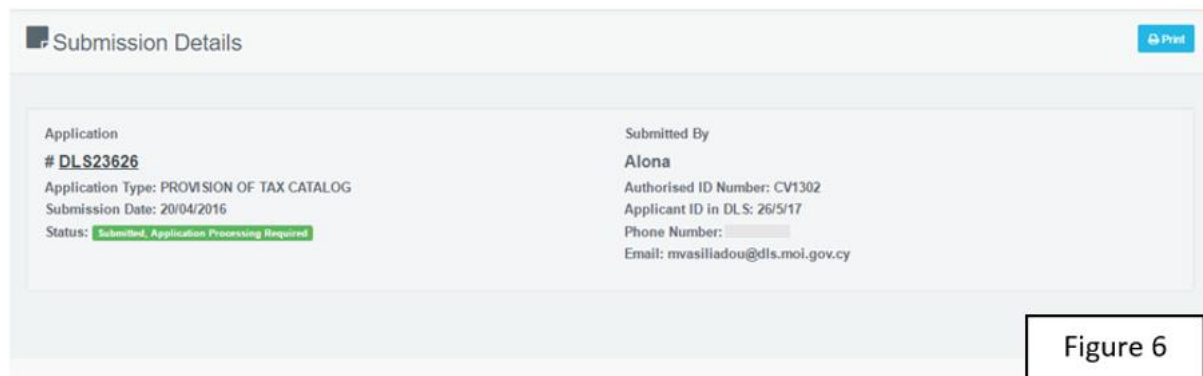 Submission Details
Print
Application
# DLS23626
Application Type: PROVISION OF TAX CATALOG
Submission Date: 20/04/2016
Status: Submitted, Application Processing Required
Submitted By
Alona
Authorised ID Number: CV1302
Applicant ID in DLS: 26/5/17
Phone Number:
Email: mvasiliadou@dls.moi.gov.cy
Figure 6